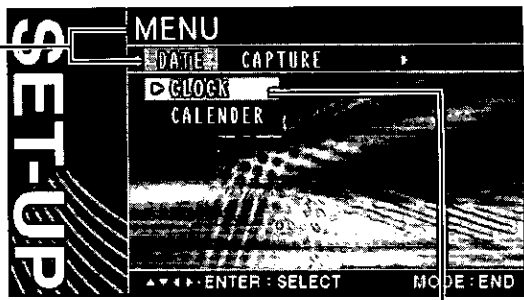 SET-UP
MENU
DATE CAPTURE
CLOCK
CALENDER
▲▼◀▶·ENTER : SELECT MODE : END